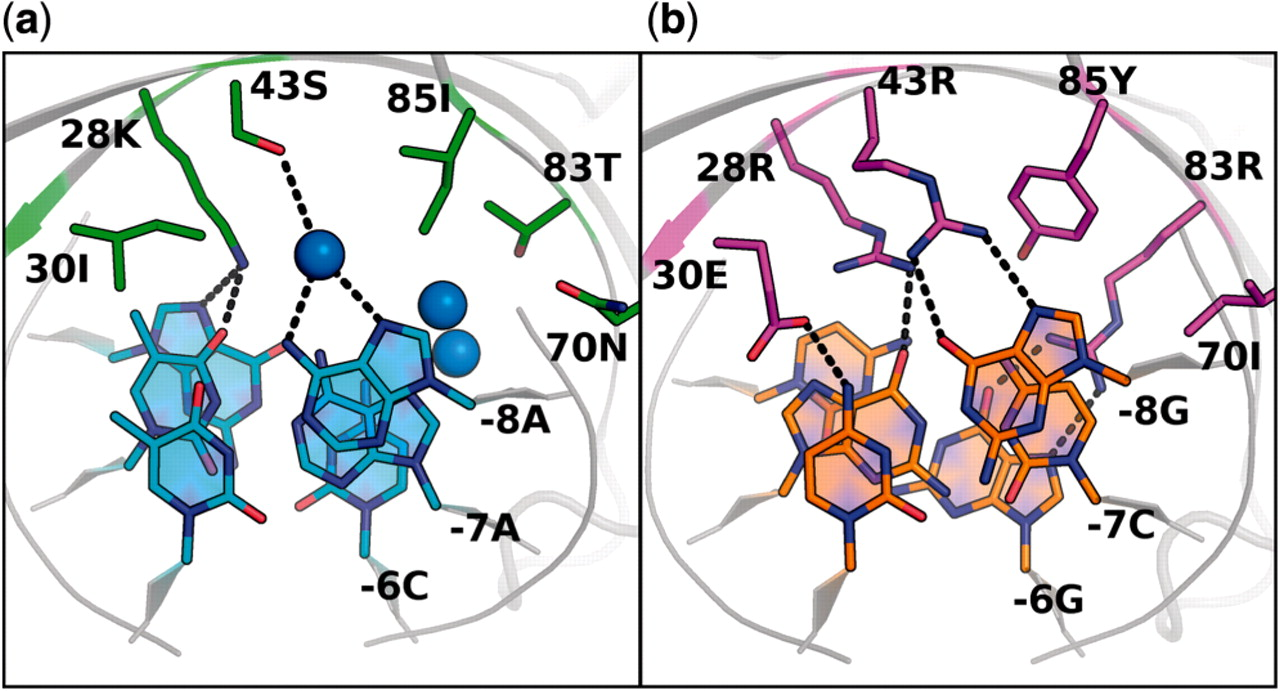 (a)
(b)
43S
85I
28K
83T
30I
70N
-8A
-7A
-6C
43R
85Y
28R
83R
30E
70I
-8G
-7C
-6G